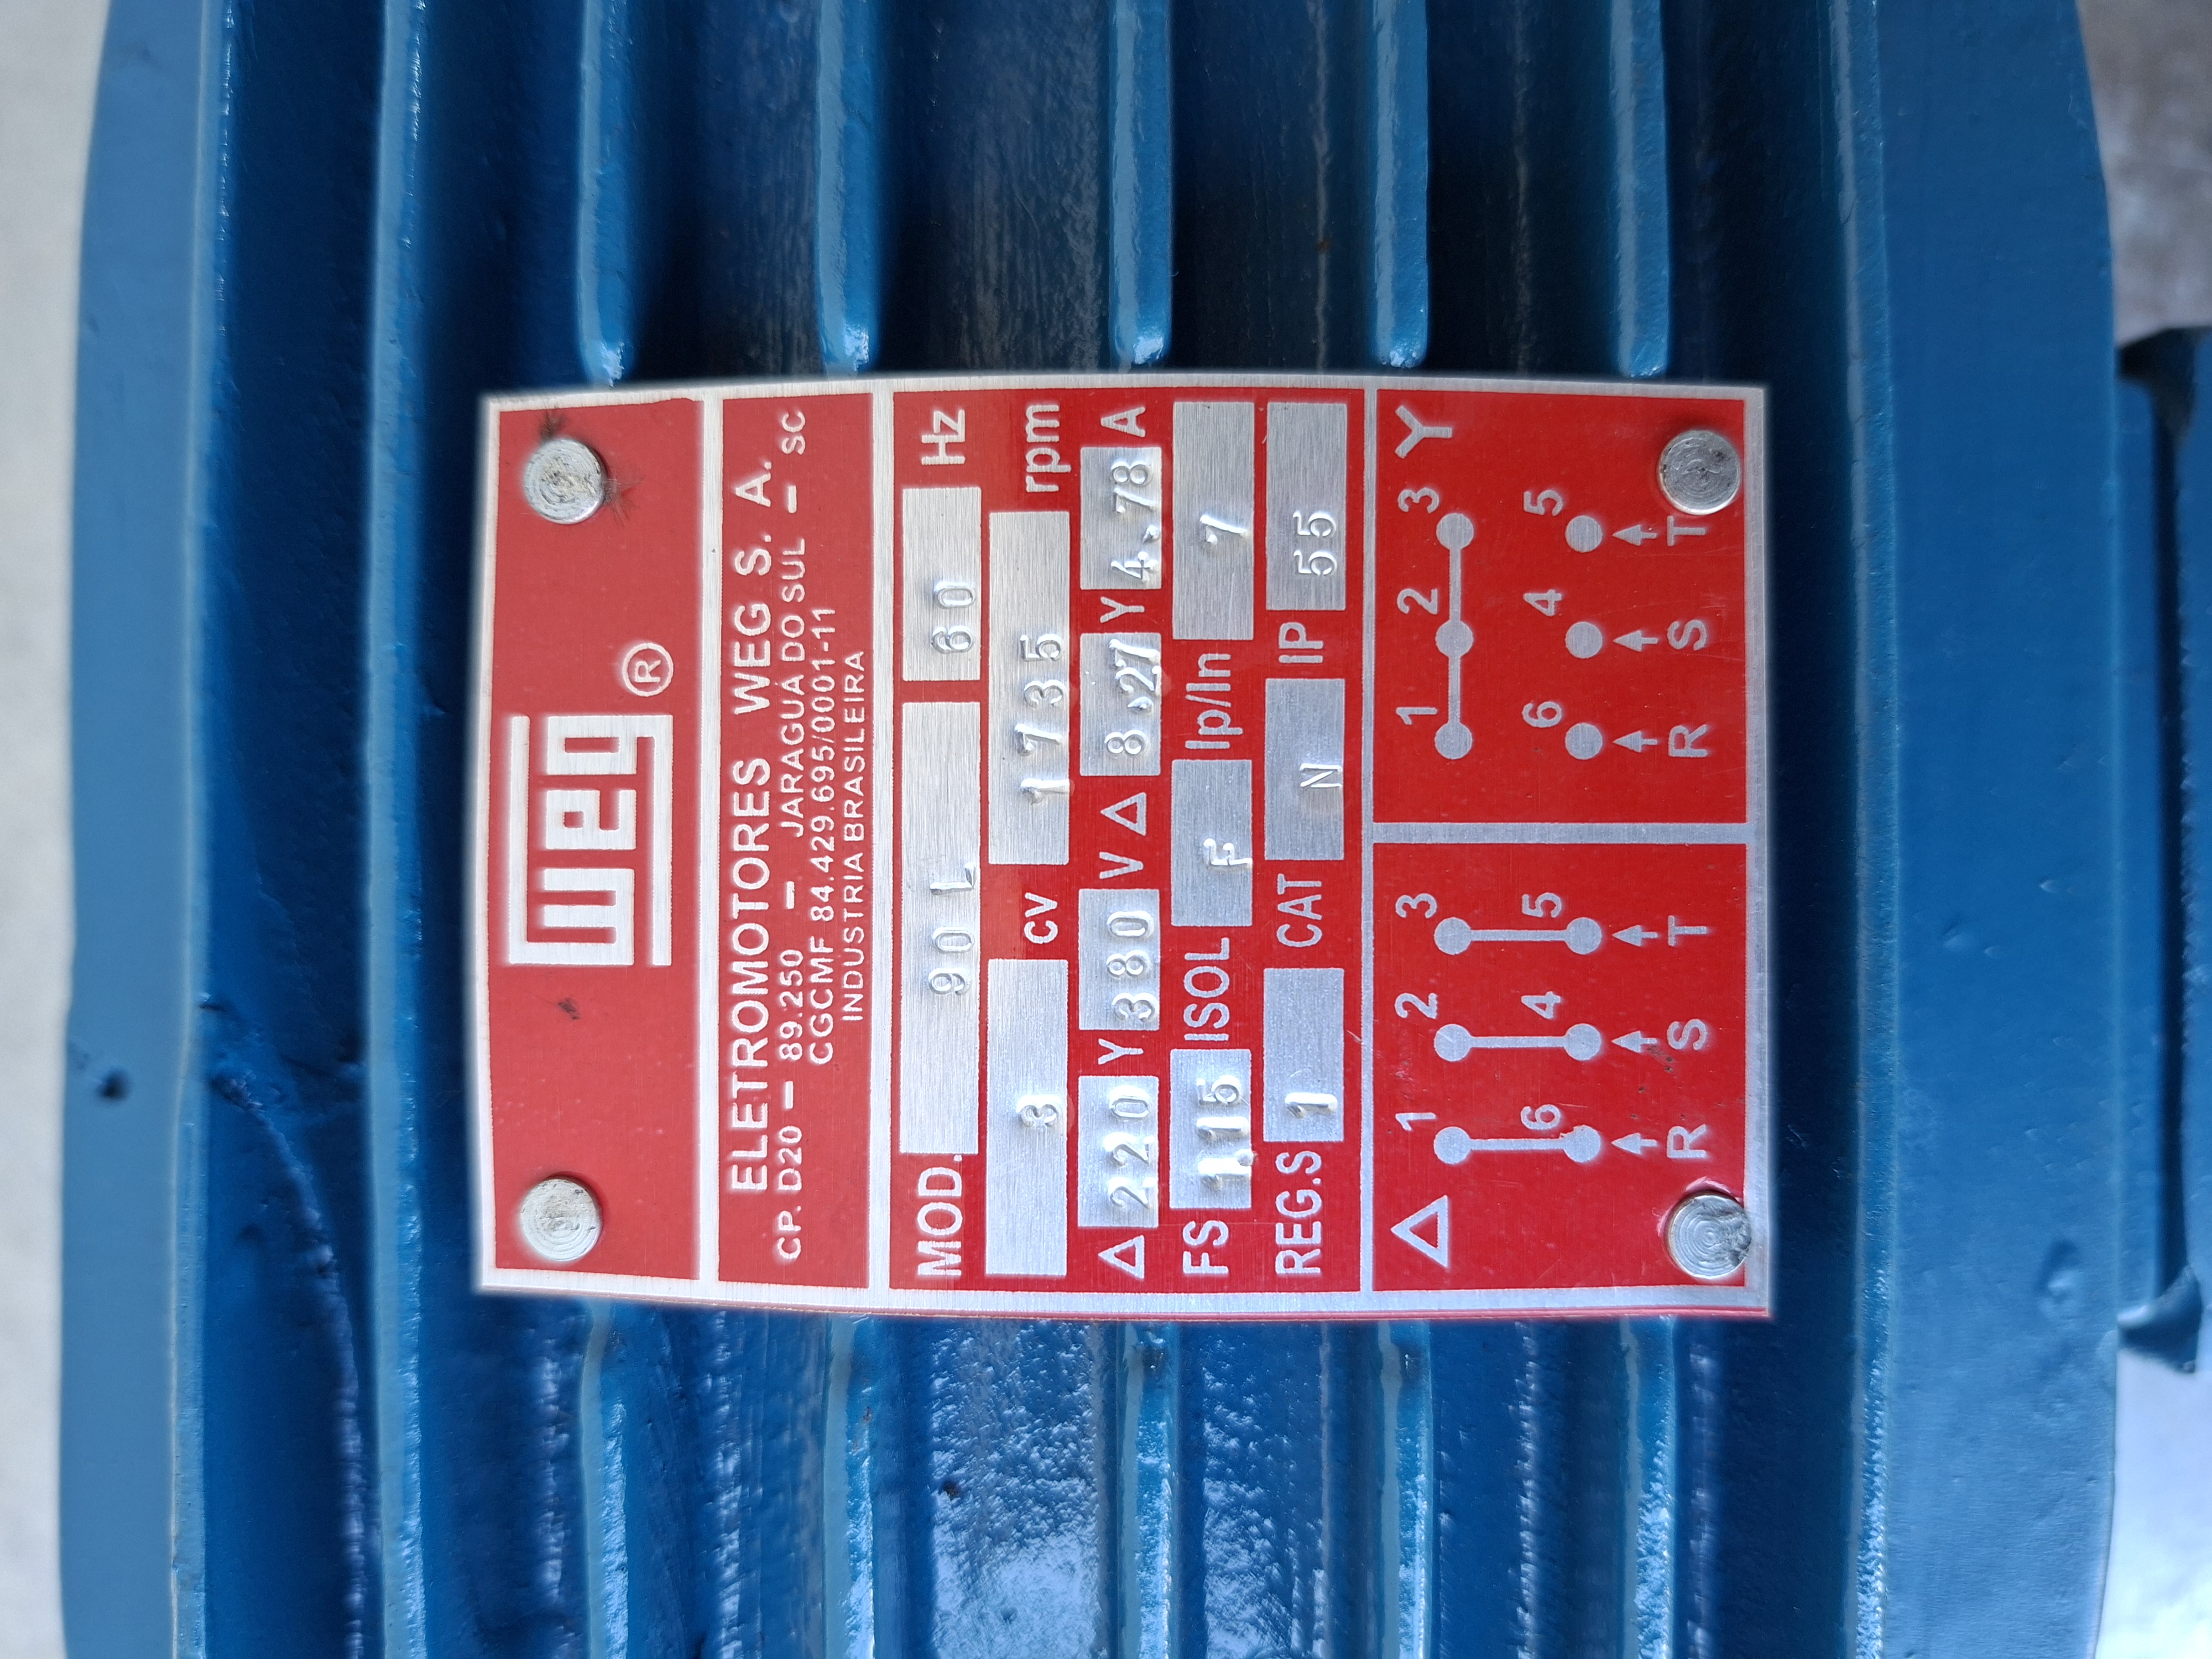 weg ®
ELETROMOTORES WEG S. A.
CP. D20 – 89.250 – JARAGUÁ DO SUL – SC
CGCMF 84.429.695/0001-11
INDUSTRIA BRASILEIRA
MOD. 90 L 60 Hz
3 CV 1735 rpm
Δ 220 Y 380 V Δ 8.27 Y 4.78 A
FS 1.15 ISOL F Ip/In 7
REG.S 1 CAT N IP 55
Δ 1 2 3 1 2 3 Y
6 4 5 6 4 5
R S T R S T